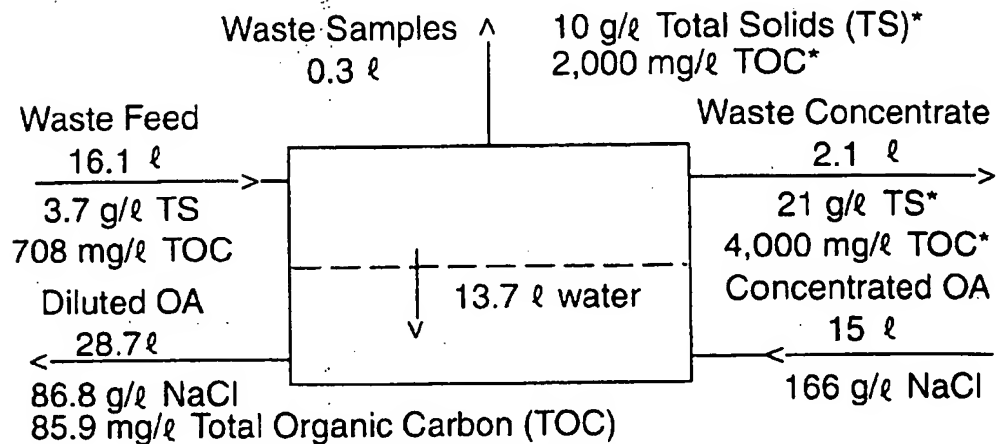 Waste Samples
0.3 ℓ
10 g/ℓ Total Solids (TS)*
2,000 mg/ℓ TOC*
Waste Feed
16.1 ℓ
3.7 g/ℓ TS
708 mg/ℓ TOC
Waste Concentrate
2.1 ℓ
21 g/ℓ TS*
4,000 mg/ℓ TOC*
13.7 ℓ water
Diluted OA
28.7 ℓ
86.8 g/ℓ NaCl
85.9 mg/ℓ Total Organic Carbon (TOC)
Concentrated OA
15 ℓ
166 g/ℓ NaCl